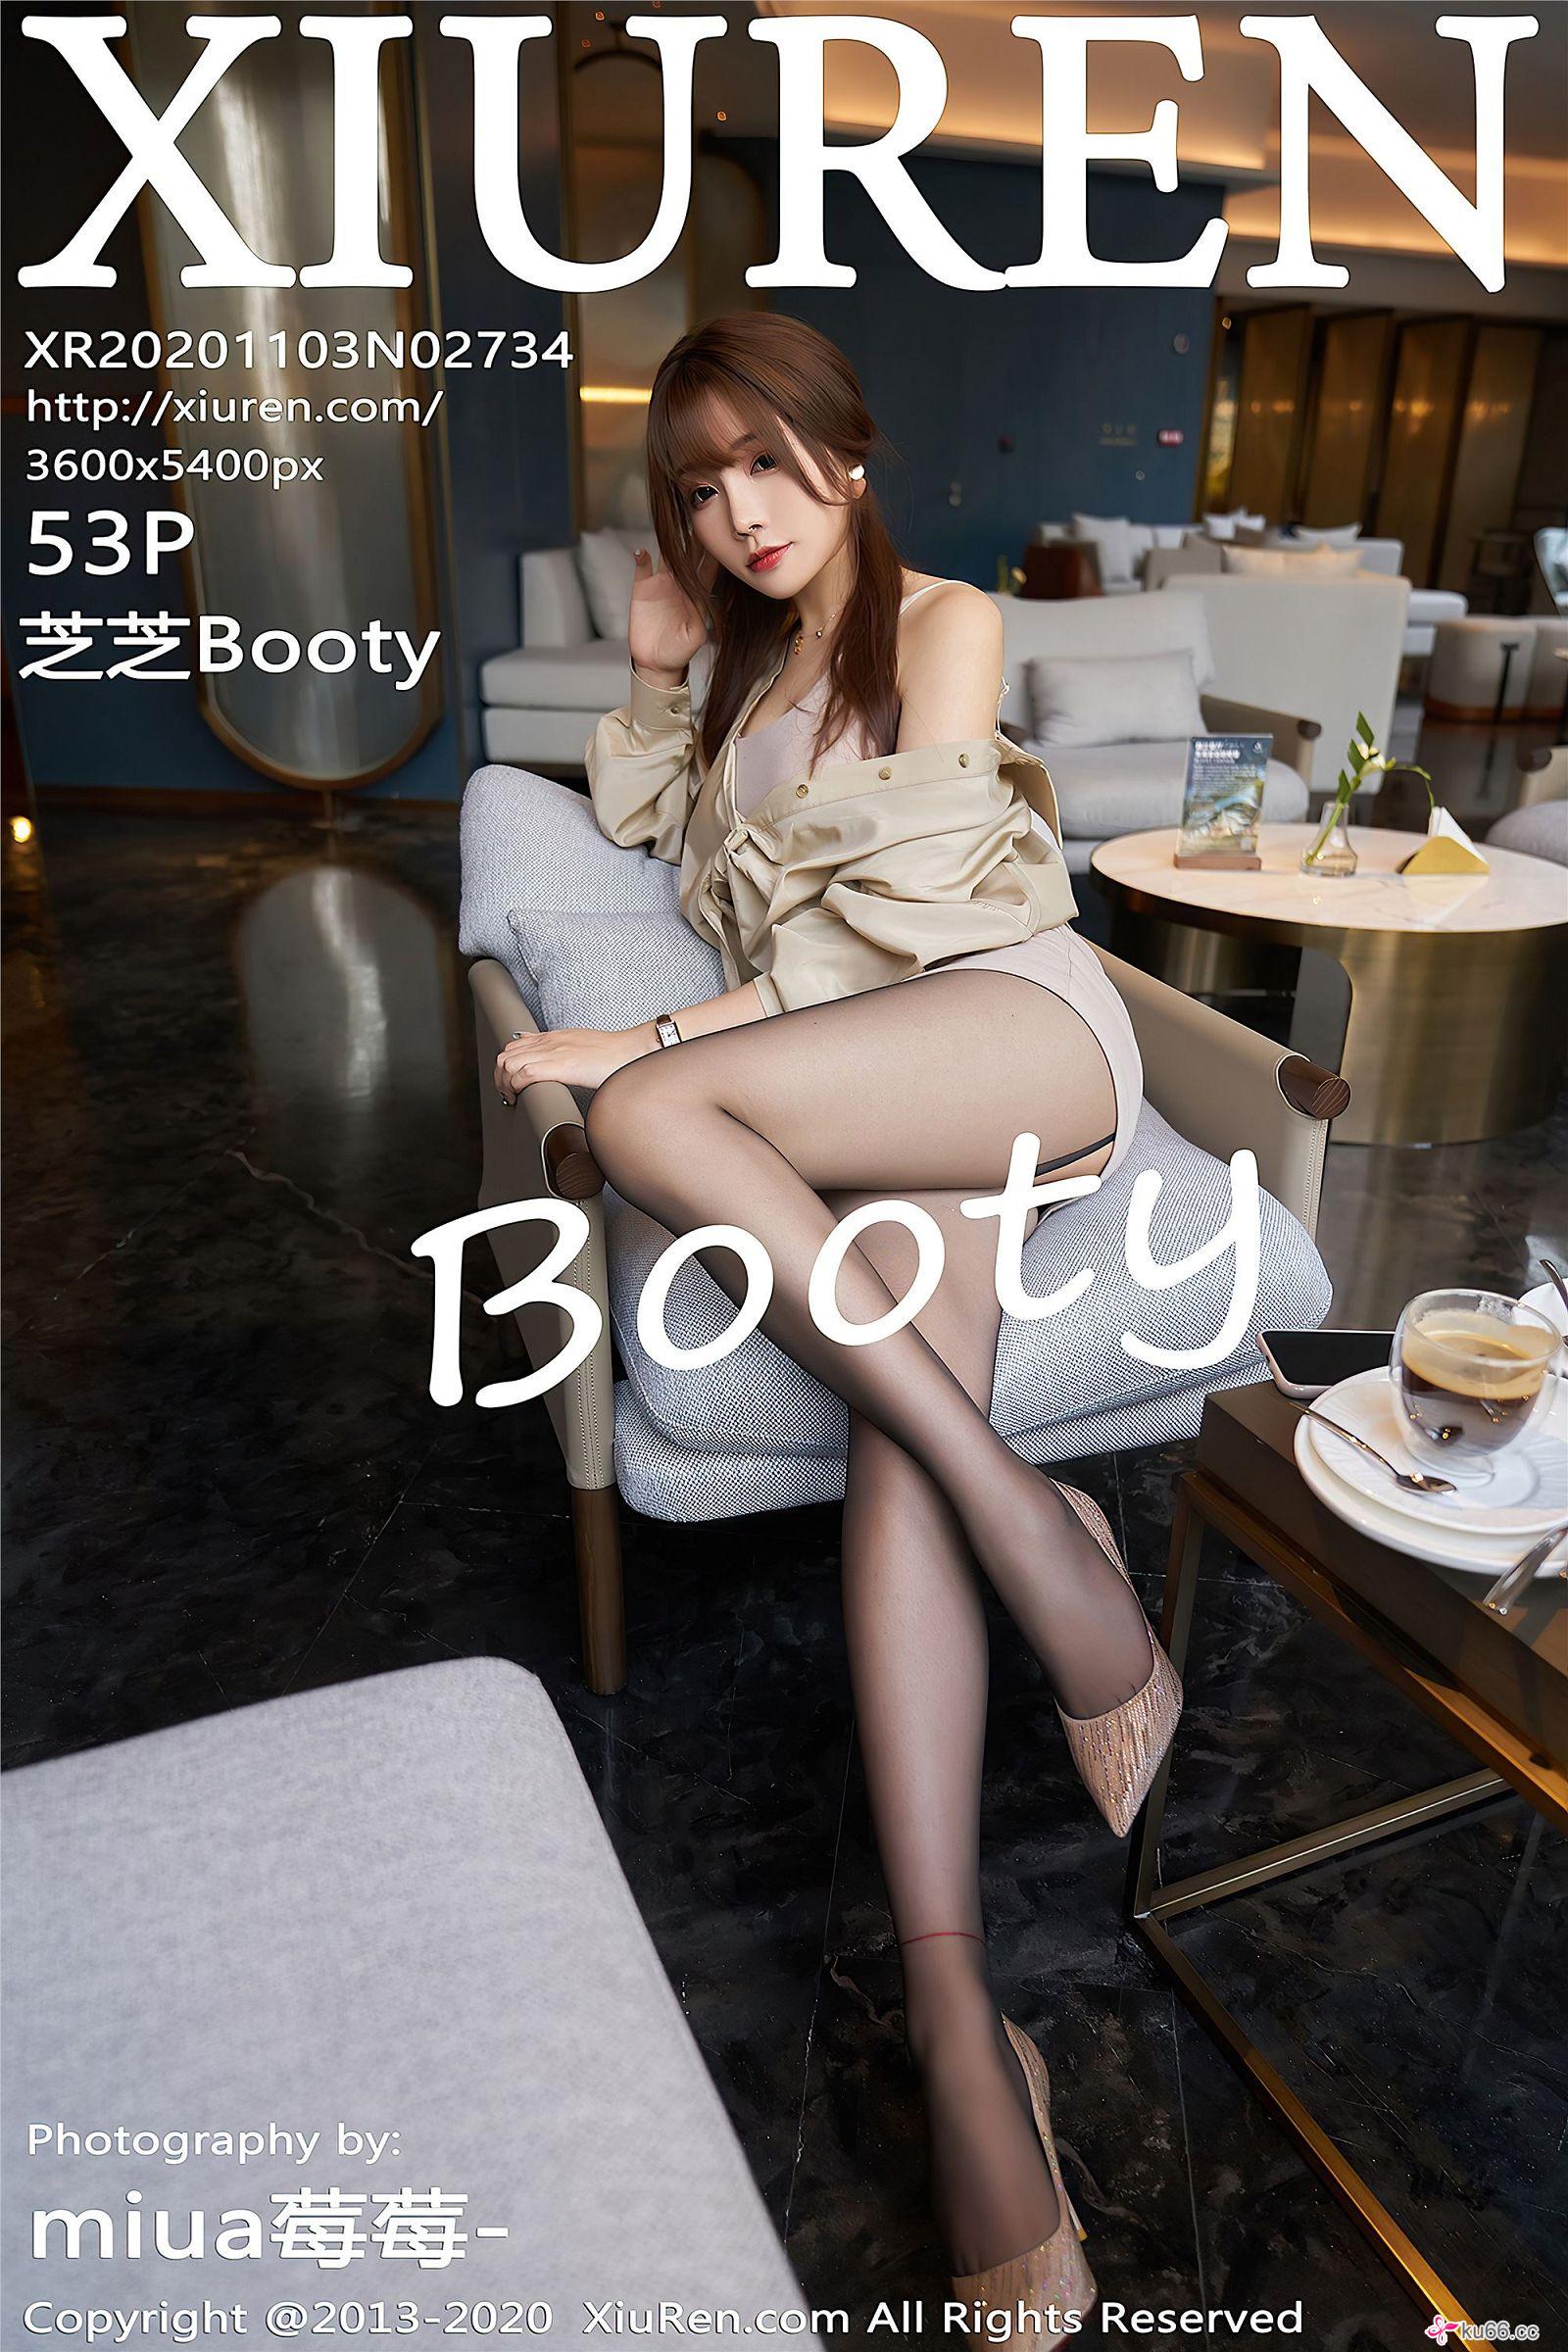 XIUREN
XR20201103N02734
http://xiuren.com/
3600x5400px
53P
芝芝Booty
Booty
Photography by:
miua莓莓-
Copyright @2013-2020 XiuRen.com All Rights Reserved
ku66.cc